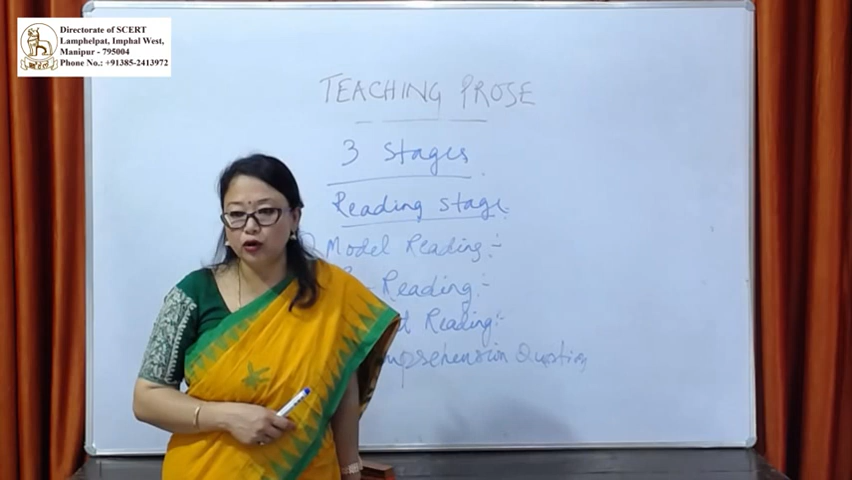 Directorate of SCERT
Lamphelpat, Imphal West,
Manipur - 795004
Phone No.: +91385-2413972
TEACHING PROSE
3 Stages
Reading stage
Model Reading :-
Reading :-
Reading :-